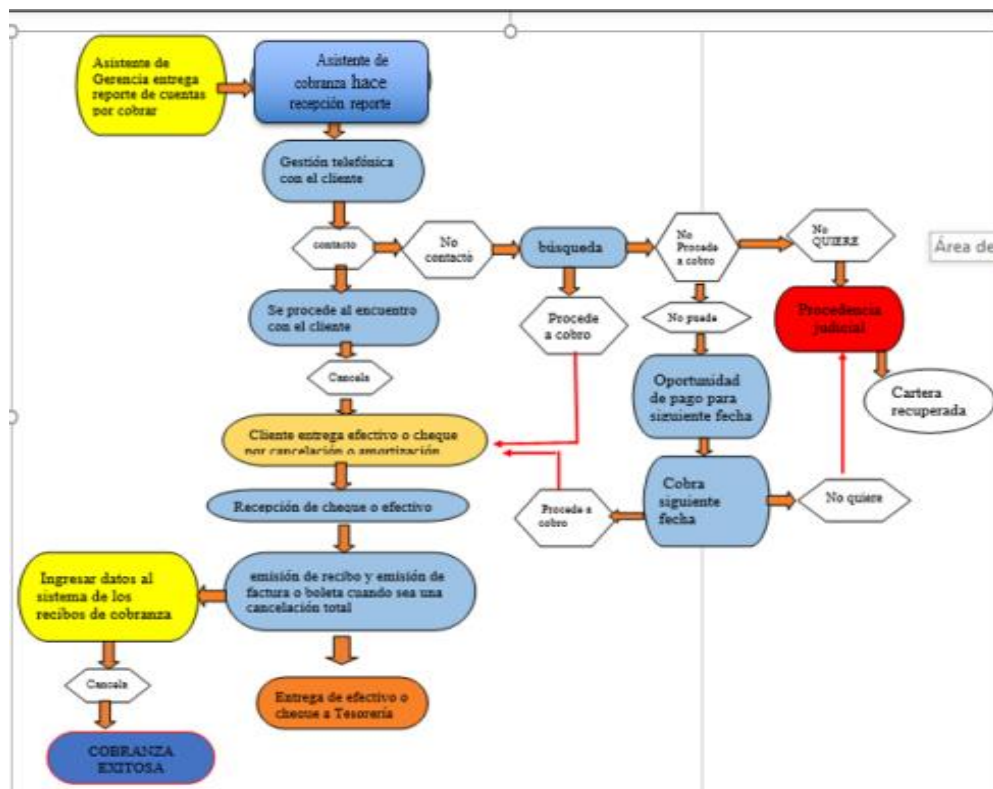 Asistente de
Gerencia entrega
reporte de cuentas
por cobrar
Asistente de
cobranza hace
recepción reporte
Gestión telefónica
con el cliente
contacto
No
contactó
búsqueda
No
Procede
a cobro
No
QUIERE
Área de
Se procede al encuentro
con el cliente
Procede
a cobro
No puede
Procedencia
judicial
Cancela
Oportunidad
de pago para
siguiente fecha
Cartera
recuperada
Cliente entrega efectivo o cheque
por cancelación o amortización
Recepción de cheque o efectivo
Procede a
cobro
Cobra
siguiente
fecha
No quiere
Ingresar datos al
sistema de los
recibos de cobranza
emisión de recibo y emisión de
factura o boleta cuando sea una
cancelación total
Cancela
Entrega de efectivo o
cheque a Tesorería
COBRANZA
EXITOSA